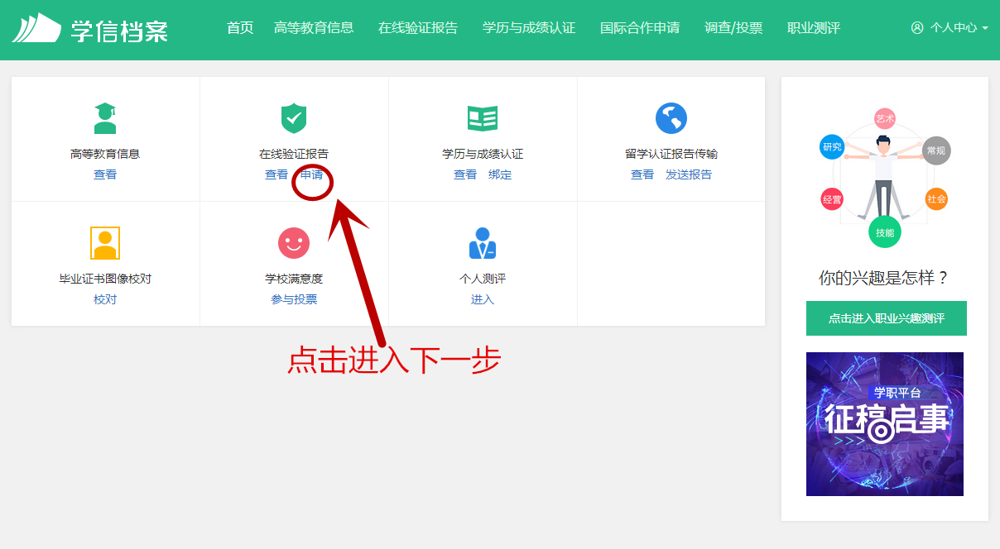 学信档案
首页 高等教育信息 在线验证报告 学历与成绩认证 国际合作申请 调查/投票 职业测评 个人中心
高等教育信息
查看
在线验证报告
查看 申请
学历与成绩认证
查看 绑定
留学认证报告传输
查看 发送报告
毕业证书图像校对
校对
学校满意度
参与投票
个人测评
进入
点击进入下一步
艺术
研究
常规
经营
社会
技能
你的兴趣是怎样？
点击进入职业兴趣测评
学职平台
征稿启事
>>>